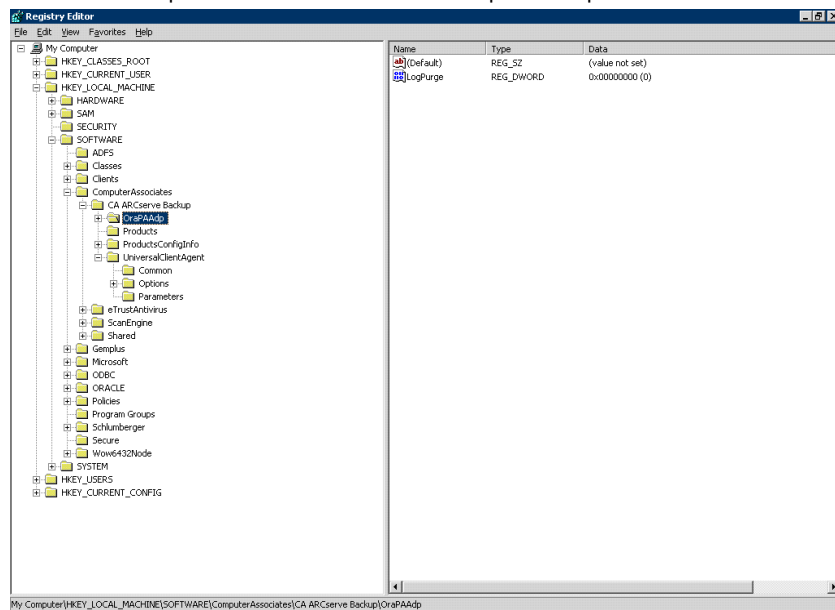 Registry Editor
File Edit View Favorites Help
My Computer
HKEY_CLASSES_ROOT
HKEY_CURRENT_USER
HKEY_LOCAL_MACHINE
HARDWARE
SAM
SECURITY
SOFTWARE
ADFS
Classes
Clients
ComputerAssociates
CA ARCserve Backup
OraPAAdp
Products
ProductsConfigInfo
UniversalClientAgent
Common
Options
Parameters
eTrustAntivirus
ScanEngine
Shared
Gemplus
Microsoft
ODBC
ORACLE
Policies
Program Groups
Schlumberger
Secure
Wow6432Node
SYSTEM
HKEY_USERS
HKEY_CURRENT_CONFIG
Name Type Data
(Default) REG_SZ (value not set)
LogPurge REG_DWORD 0x00000000 (0)
My Computer\HKEY_LOCAL_MACHINE\SOFTWARE\ComputerAssociates\CA ARCserve Backup\OraPAAdp